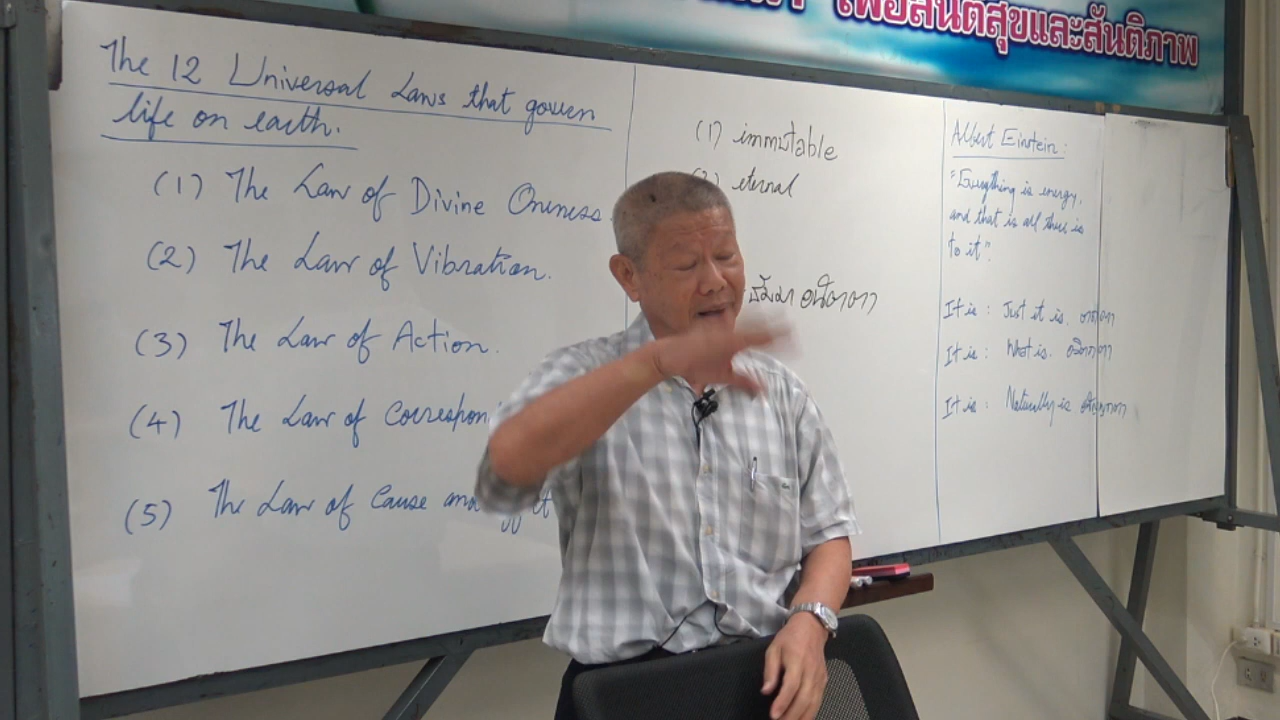 เพื่อสันติสุขและสันติภาพ
The 12 Universal Laws that govern
life on earth.
(1) The Law of Divine Oneness
(2) The Law of Vibration.
(3) The Law of Action.
(4) The Law of Correspon
(5) The Law of Cause and
(1) immutable
eternal
Albert Einstein:
"Everything is energy,
and that is all there is
to it".
It is : Just it is.
It is : What is.
It is : Naturally is